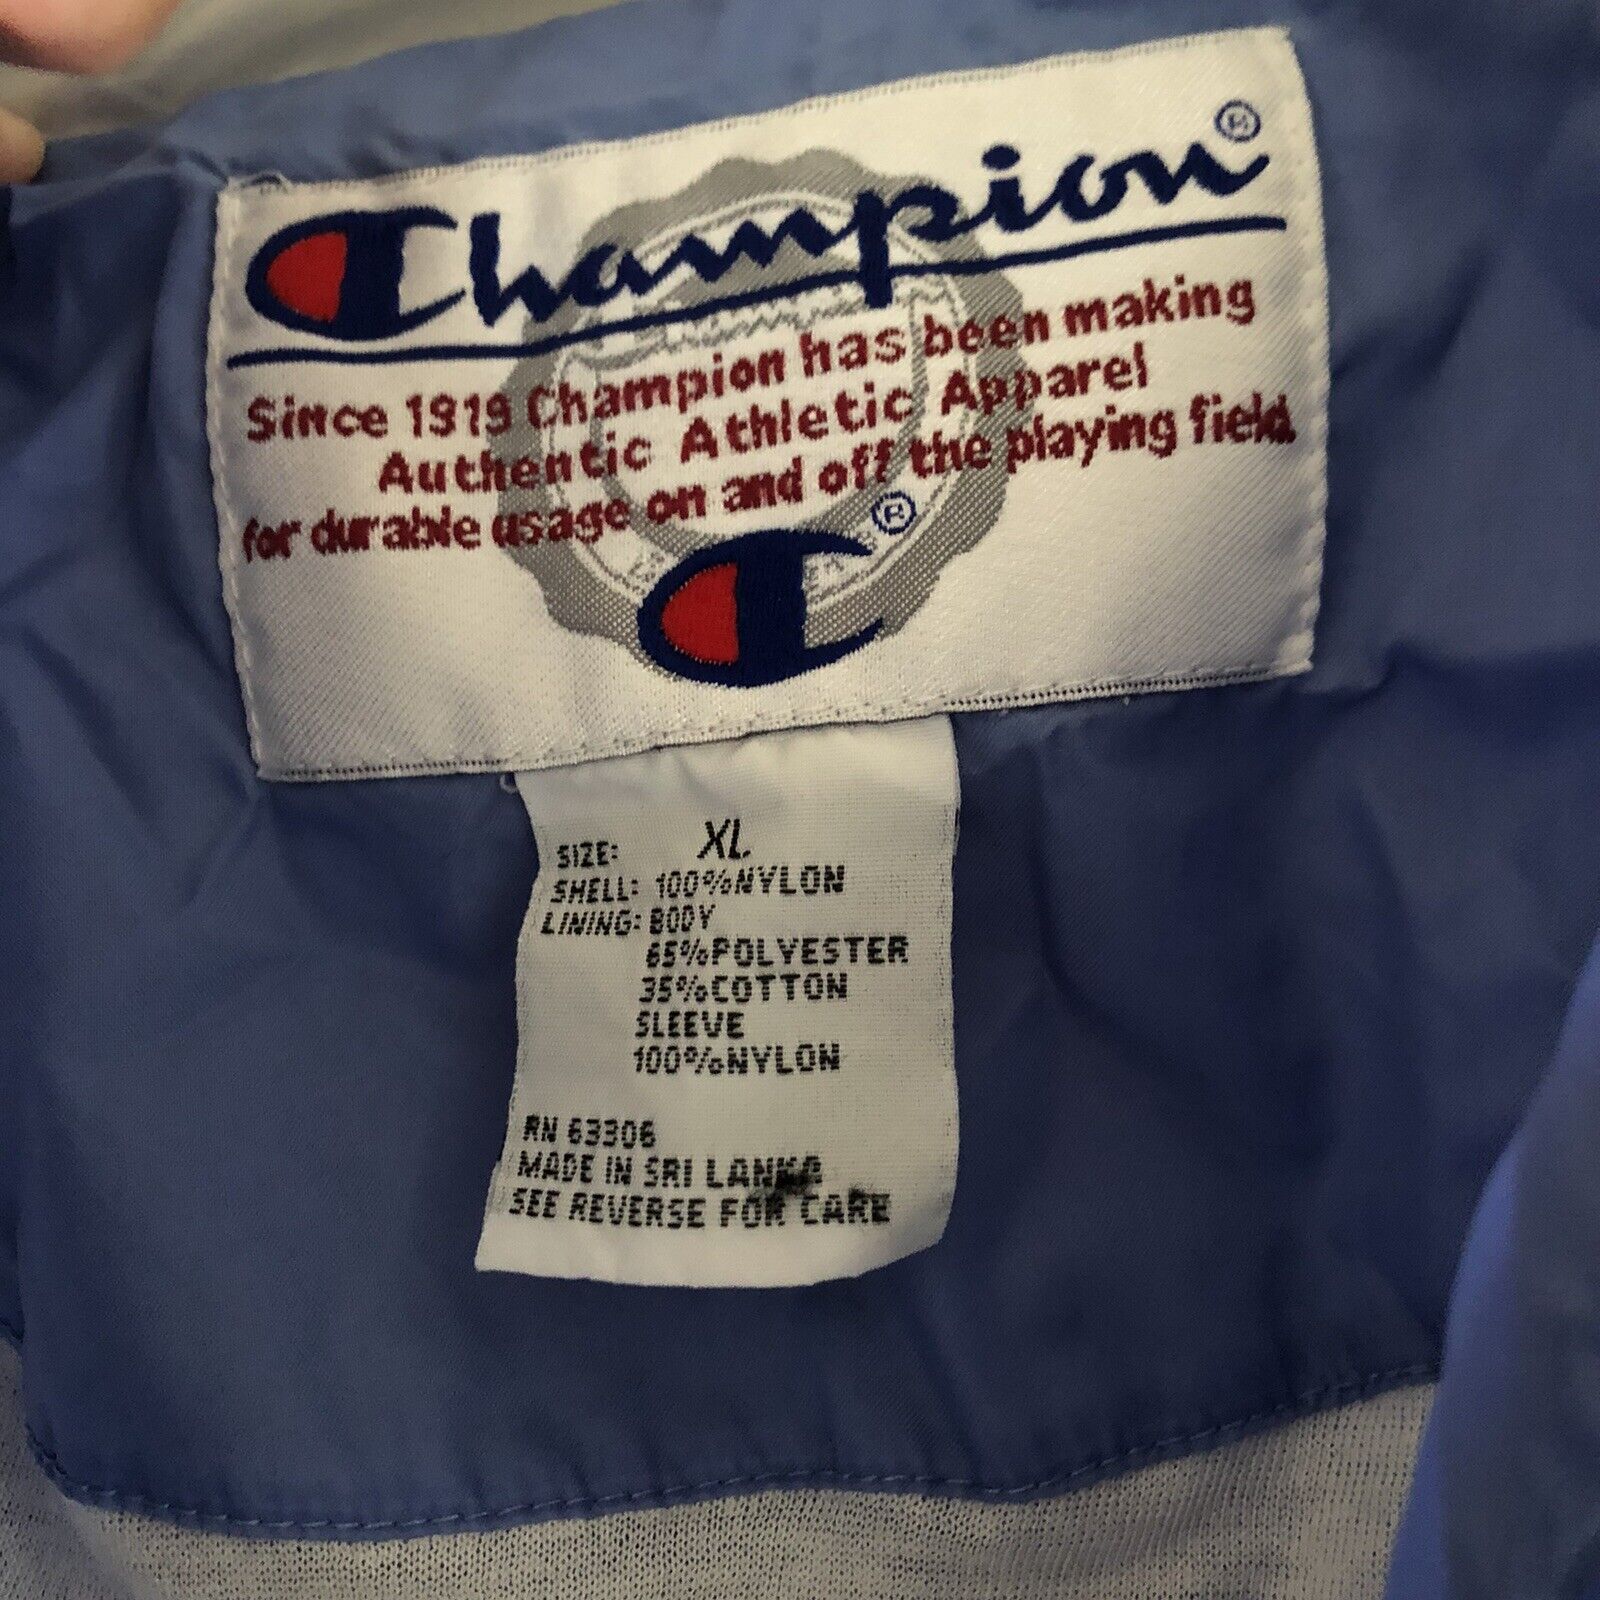 Champion®
Since 1919 Champion has been making
Authentic Athletic Apparel
for durable usage on and off the playing field.
®
SIZE: XL
SHELL: 100%NYLON
LINING: BODY
65%POLYESTER
35%COTTON
SLEEVE
100%NYLON
RN 63306
MADE IN SRI LANKA
SEE REVERSE FOR CARE